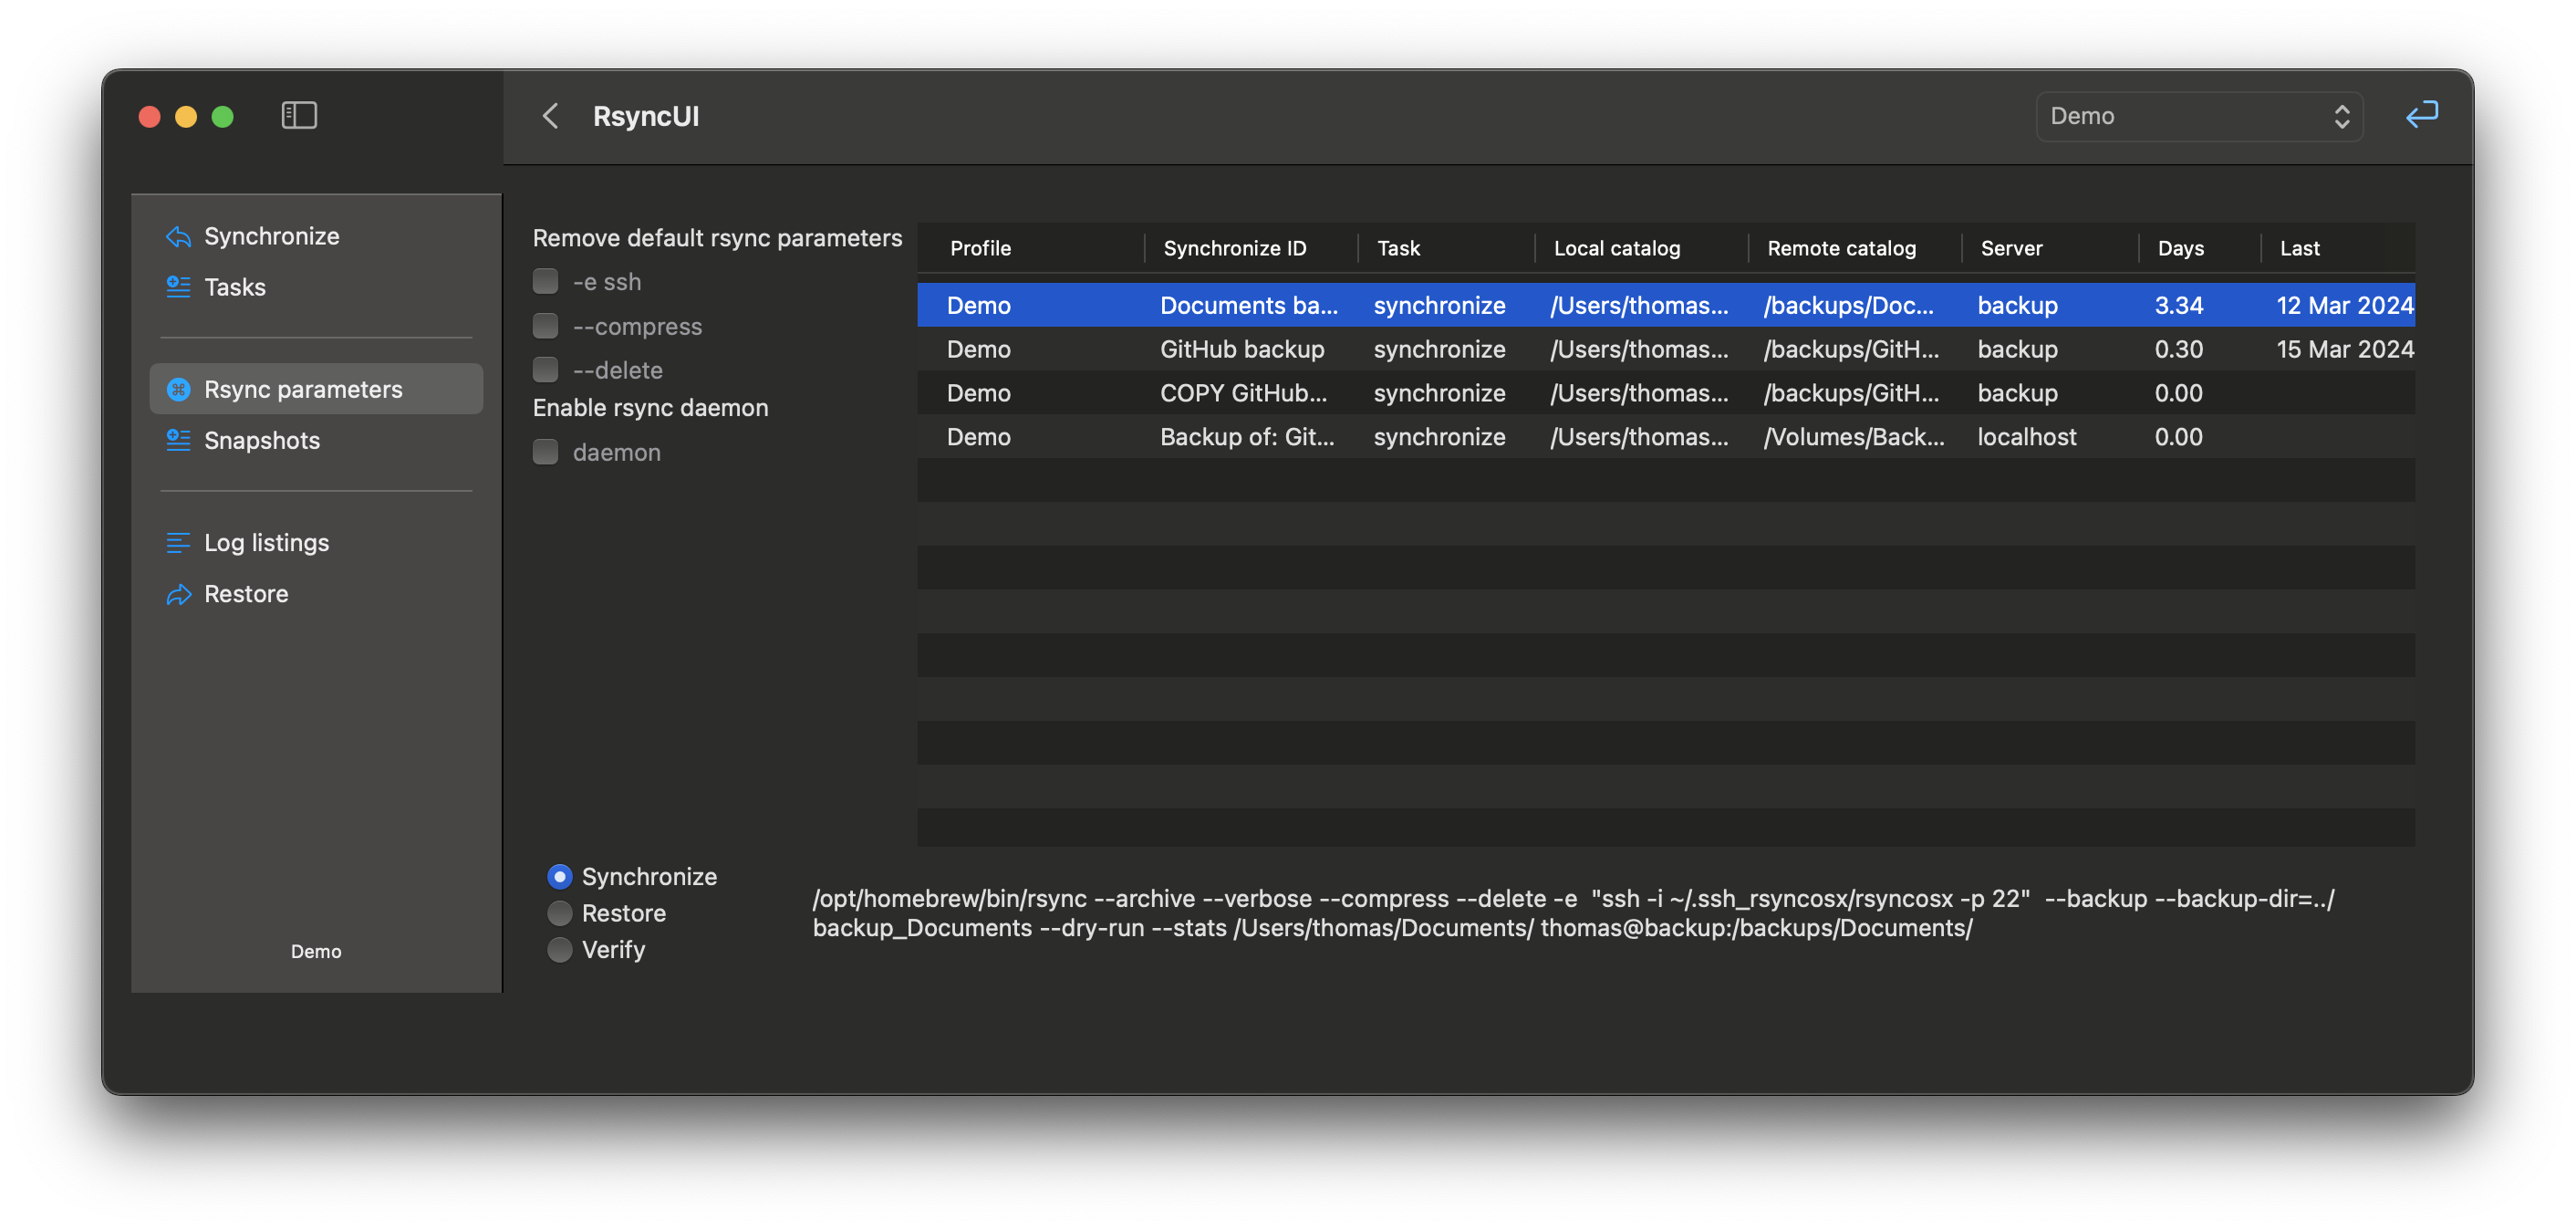 RsyncUI
Demo
Synchronize
Tasks
Rsync parameters
Snapshots
Log listings
Restore
Demo
Remove default rsync parameters
-e ssh
--compress
--delete
Enable rsync daemon
daemon
Profile Synchronize ID Task Local catalog Remote catalog Server Days Last
Demo Documents ba... synchronize /Users/thomas... /backups/Doc... backup 3.34 12 Mar 2024
Demo GitHub backup synchronize /Users/thomas... /backups/GitH... backup 0.30 15 Mar 2024
Demo COPY GitHub... synchronize /Users/thomas... /backups/GitH... backup 0.00
Demo Backup of: Git... synchronize /Users/thomas... /Volumes/Back... localhost 0.00
Synchronize
Restore
Verify
/opt/homebrew/bin/rsync --archive --verbose --compress --delete -e  "ssh -i ~/.ssh_rsyncosx/rsyncosx -p 22"  --backup --backup-dir=../
backup_Documents --dry-run --stats /Users/thomas/Documents/ thomas@backup:/backups/Documents/